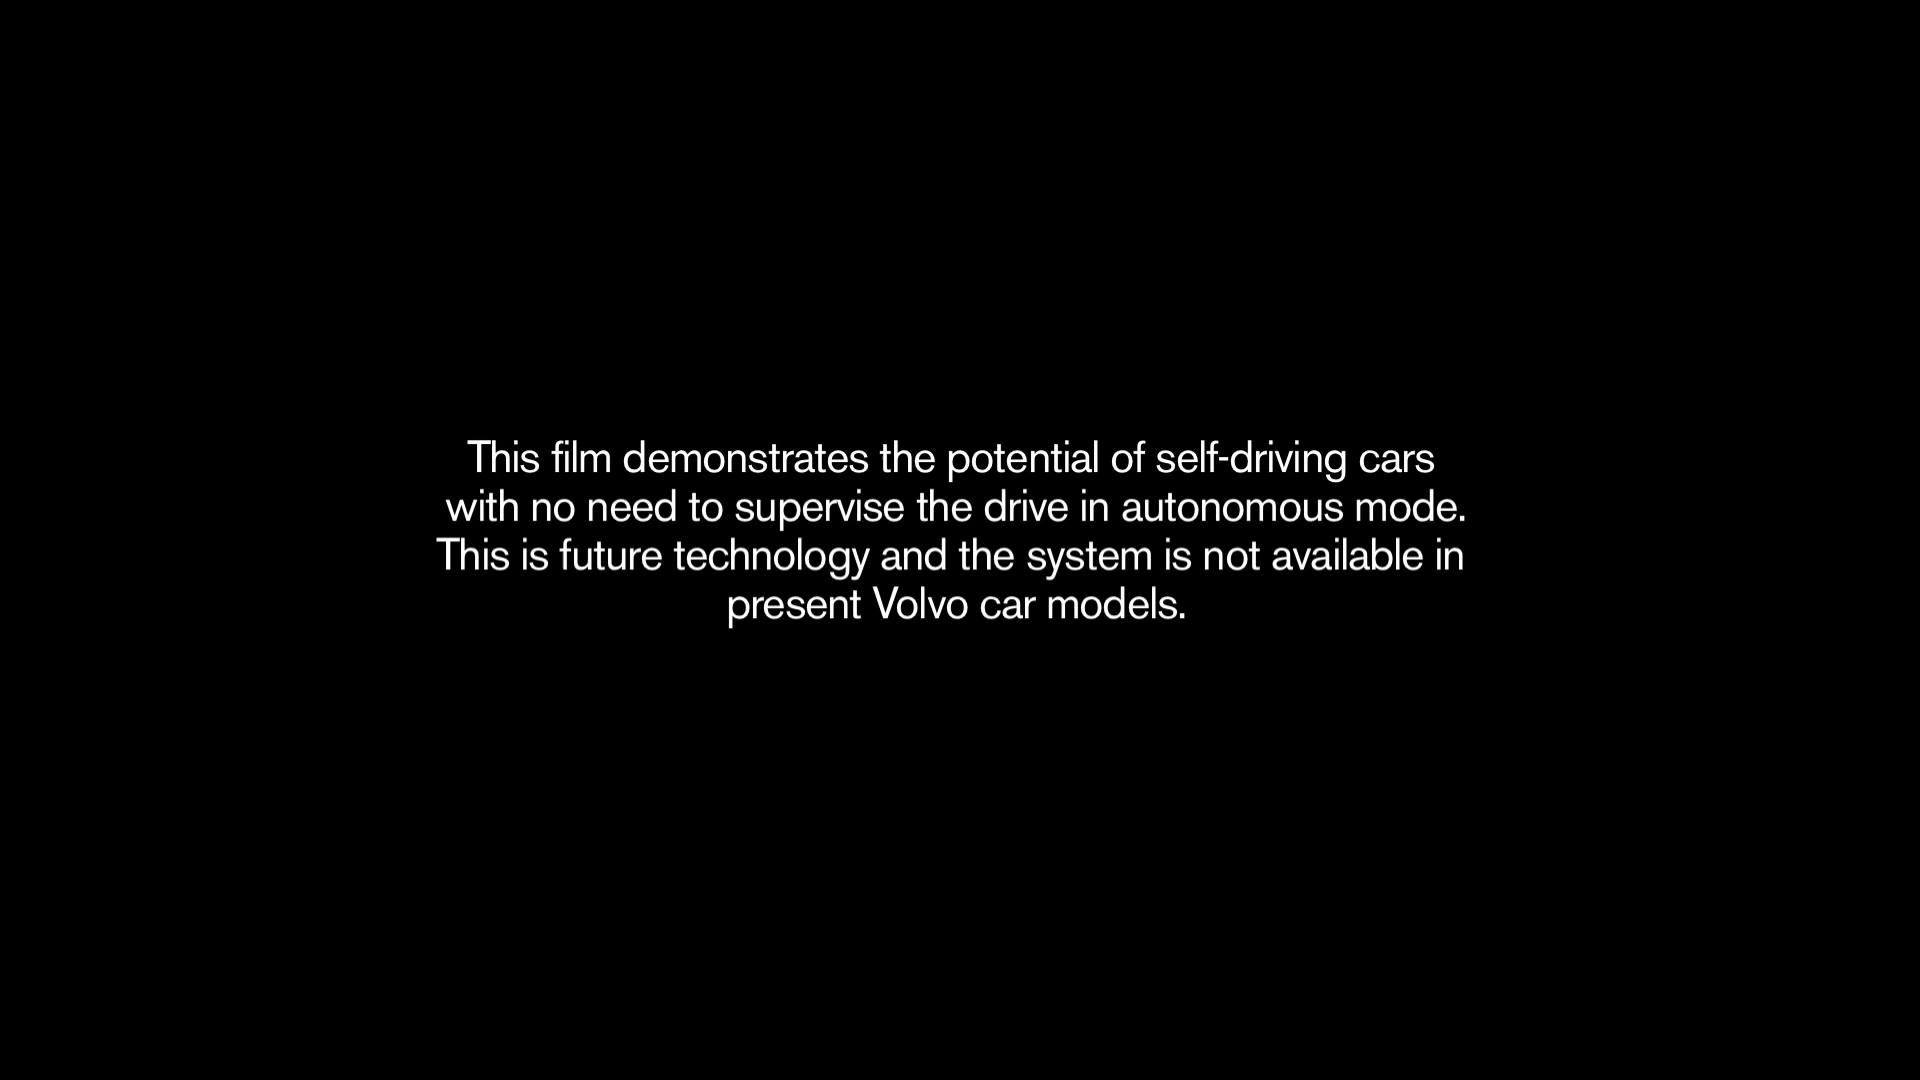 This film demonstrates the potential of self-driving cars
with no need to supervise the drive in autonomous mode.
This is future technology and the system is not available in
present Volvo car models.